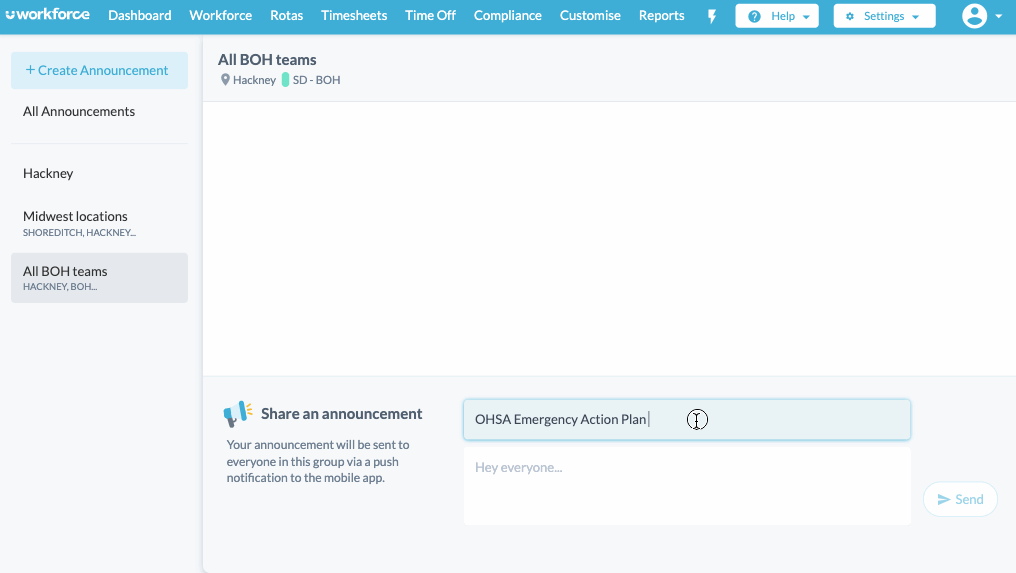 workforce Dashboard Workforce Rotas Timesheets Time Off Compliance Customise Reports Help Settings
+ Create Announcement
All Announcements
Hackney
Midwest locations
SHOREDITCH, HACKNEY...
All BOH teams
HACKNEY, BOH...
All BOH teams
Hackney SD - BOH
Share an announcement
Your announcement will be sent to
everyone in this group via a push
notification to the mobile app.
OHSA Emergency Action Plan
Hey everyone...
Send